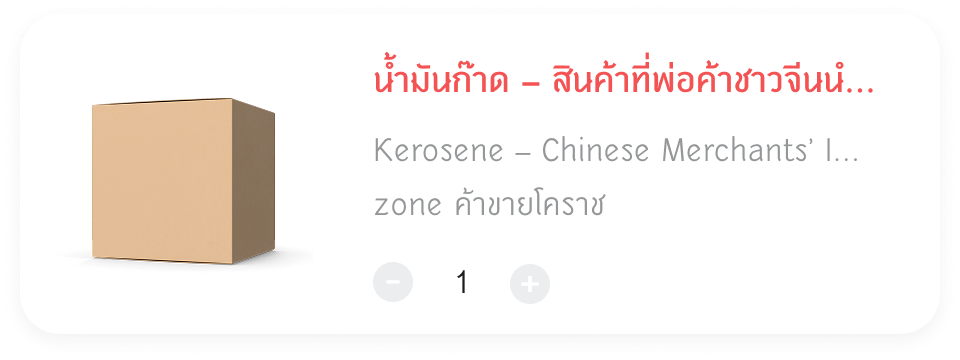 น้ำมันก๊าด – สินค้าที่พ่อค้าชาวจีนนำ...
Kerosene – Chinese Merchants’ I...
zone ค้าขายโคราช
- 1 +